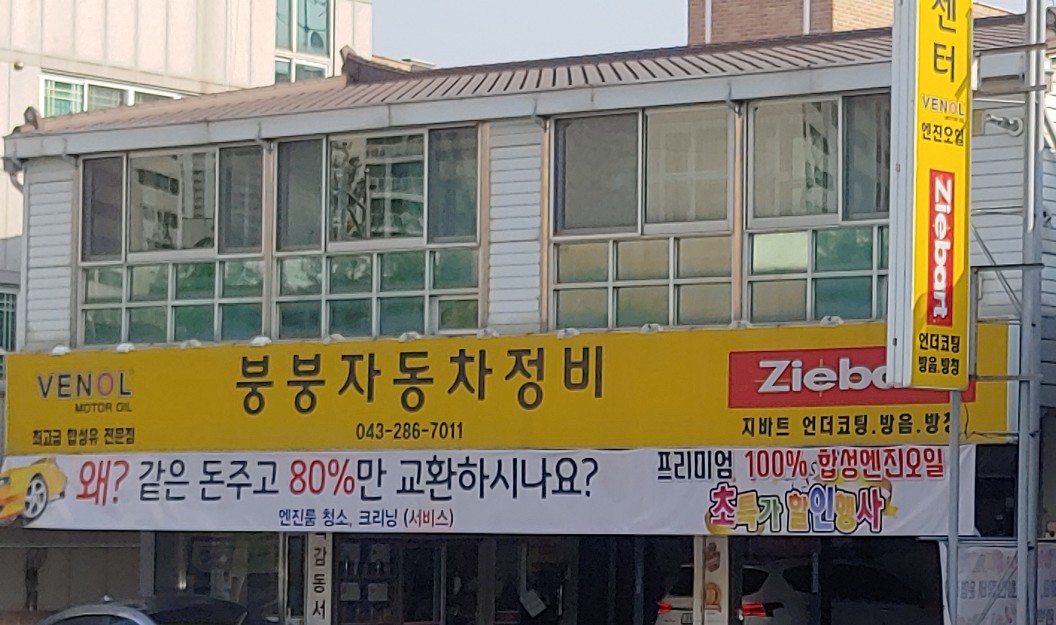 센터
VENOL
엔진오일
Ziebart
언더코팅
방음.방청
VENOL
MOTOR OIL
최고급 합성유 전문점
붕붕자동차정비
043-286-7011
지바트 언더코팅.방음.방청
왜? 같은 돈주고 80%만 교환하시나요?
엔진룸 청소, 크리닝 (서비스)
프리미엄 100% 합성엔진오일
초특가 할인행사
감동서